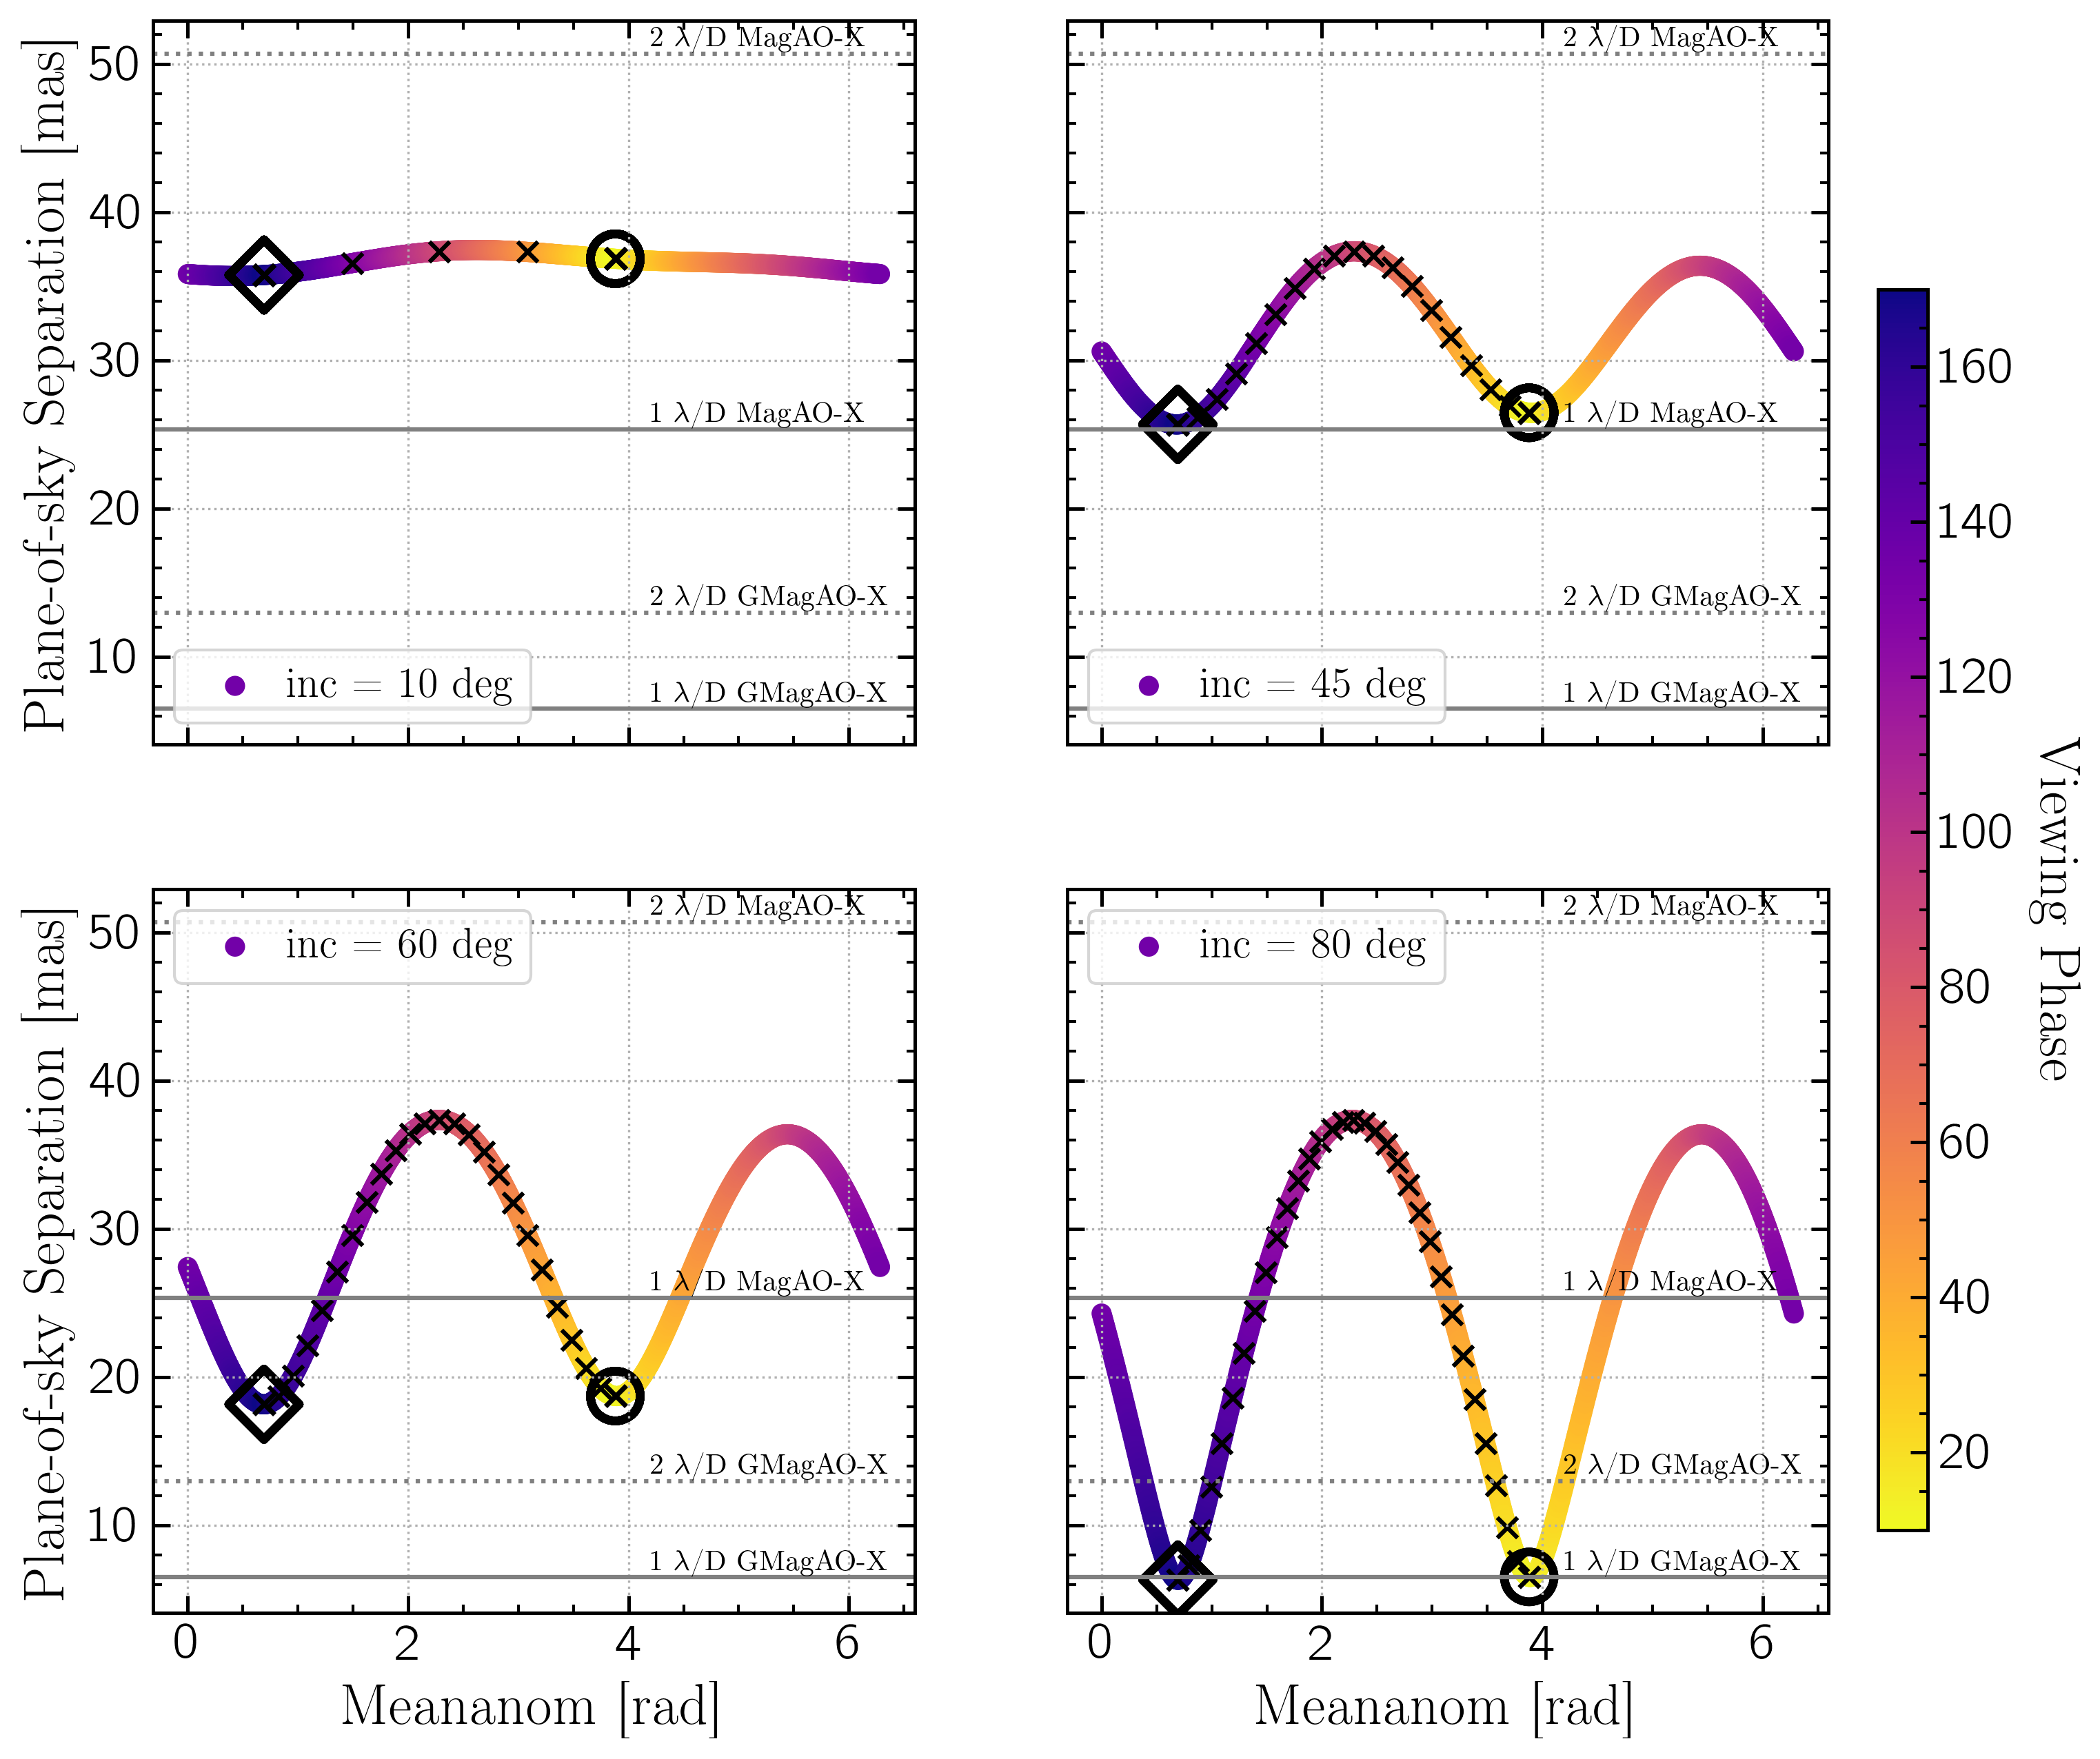 Plane-of-sky Separation [mas]
50
40
30
20
10
2 λ/D MagAO-X
1 λ/D MagAO-X
2 λ/D GMagAO-X
1 λ/D GMagAO-X
inc = 10 deg
2 λ/D MagAO-X
1 λ/D MagAO-X
2 λ/D GMagAO-X
1 λ/D GMagAO-X
inc = 45 deg
Plane-of-sky Separation [mas]
50
40
30
20
10
2 λ/D MagAO-X
inc = 60 deg
1 λ/D MagAO-X
2 λ/D GMagAO-X
1 λ/D GMagAO-X
0 2 4 6
Meananom [rad]
2 λ/D MagAO-X
inc = 80 deg
1 λ/D MagAO-X
2 λ/D GMagAO-X
1 λ/D GMagAO-X
0 2 4 6
Meananom [rad]
160
140
120
100
80
60
40
20
Viewing Phase